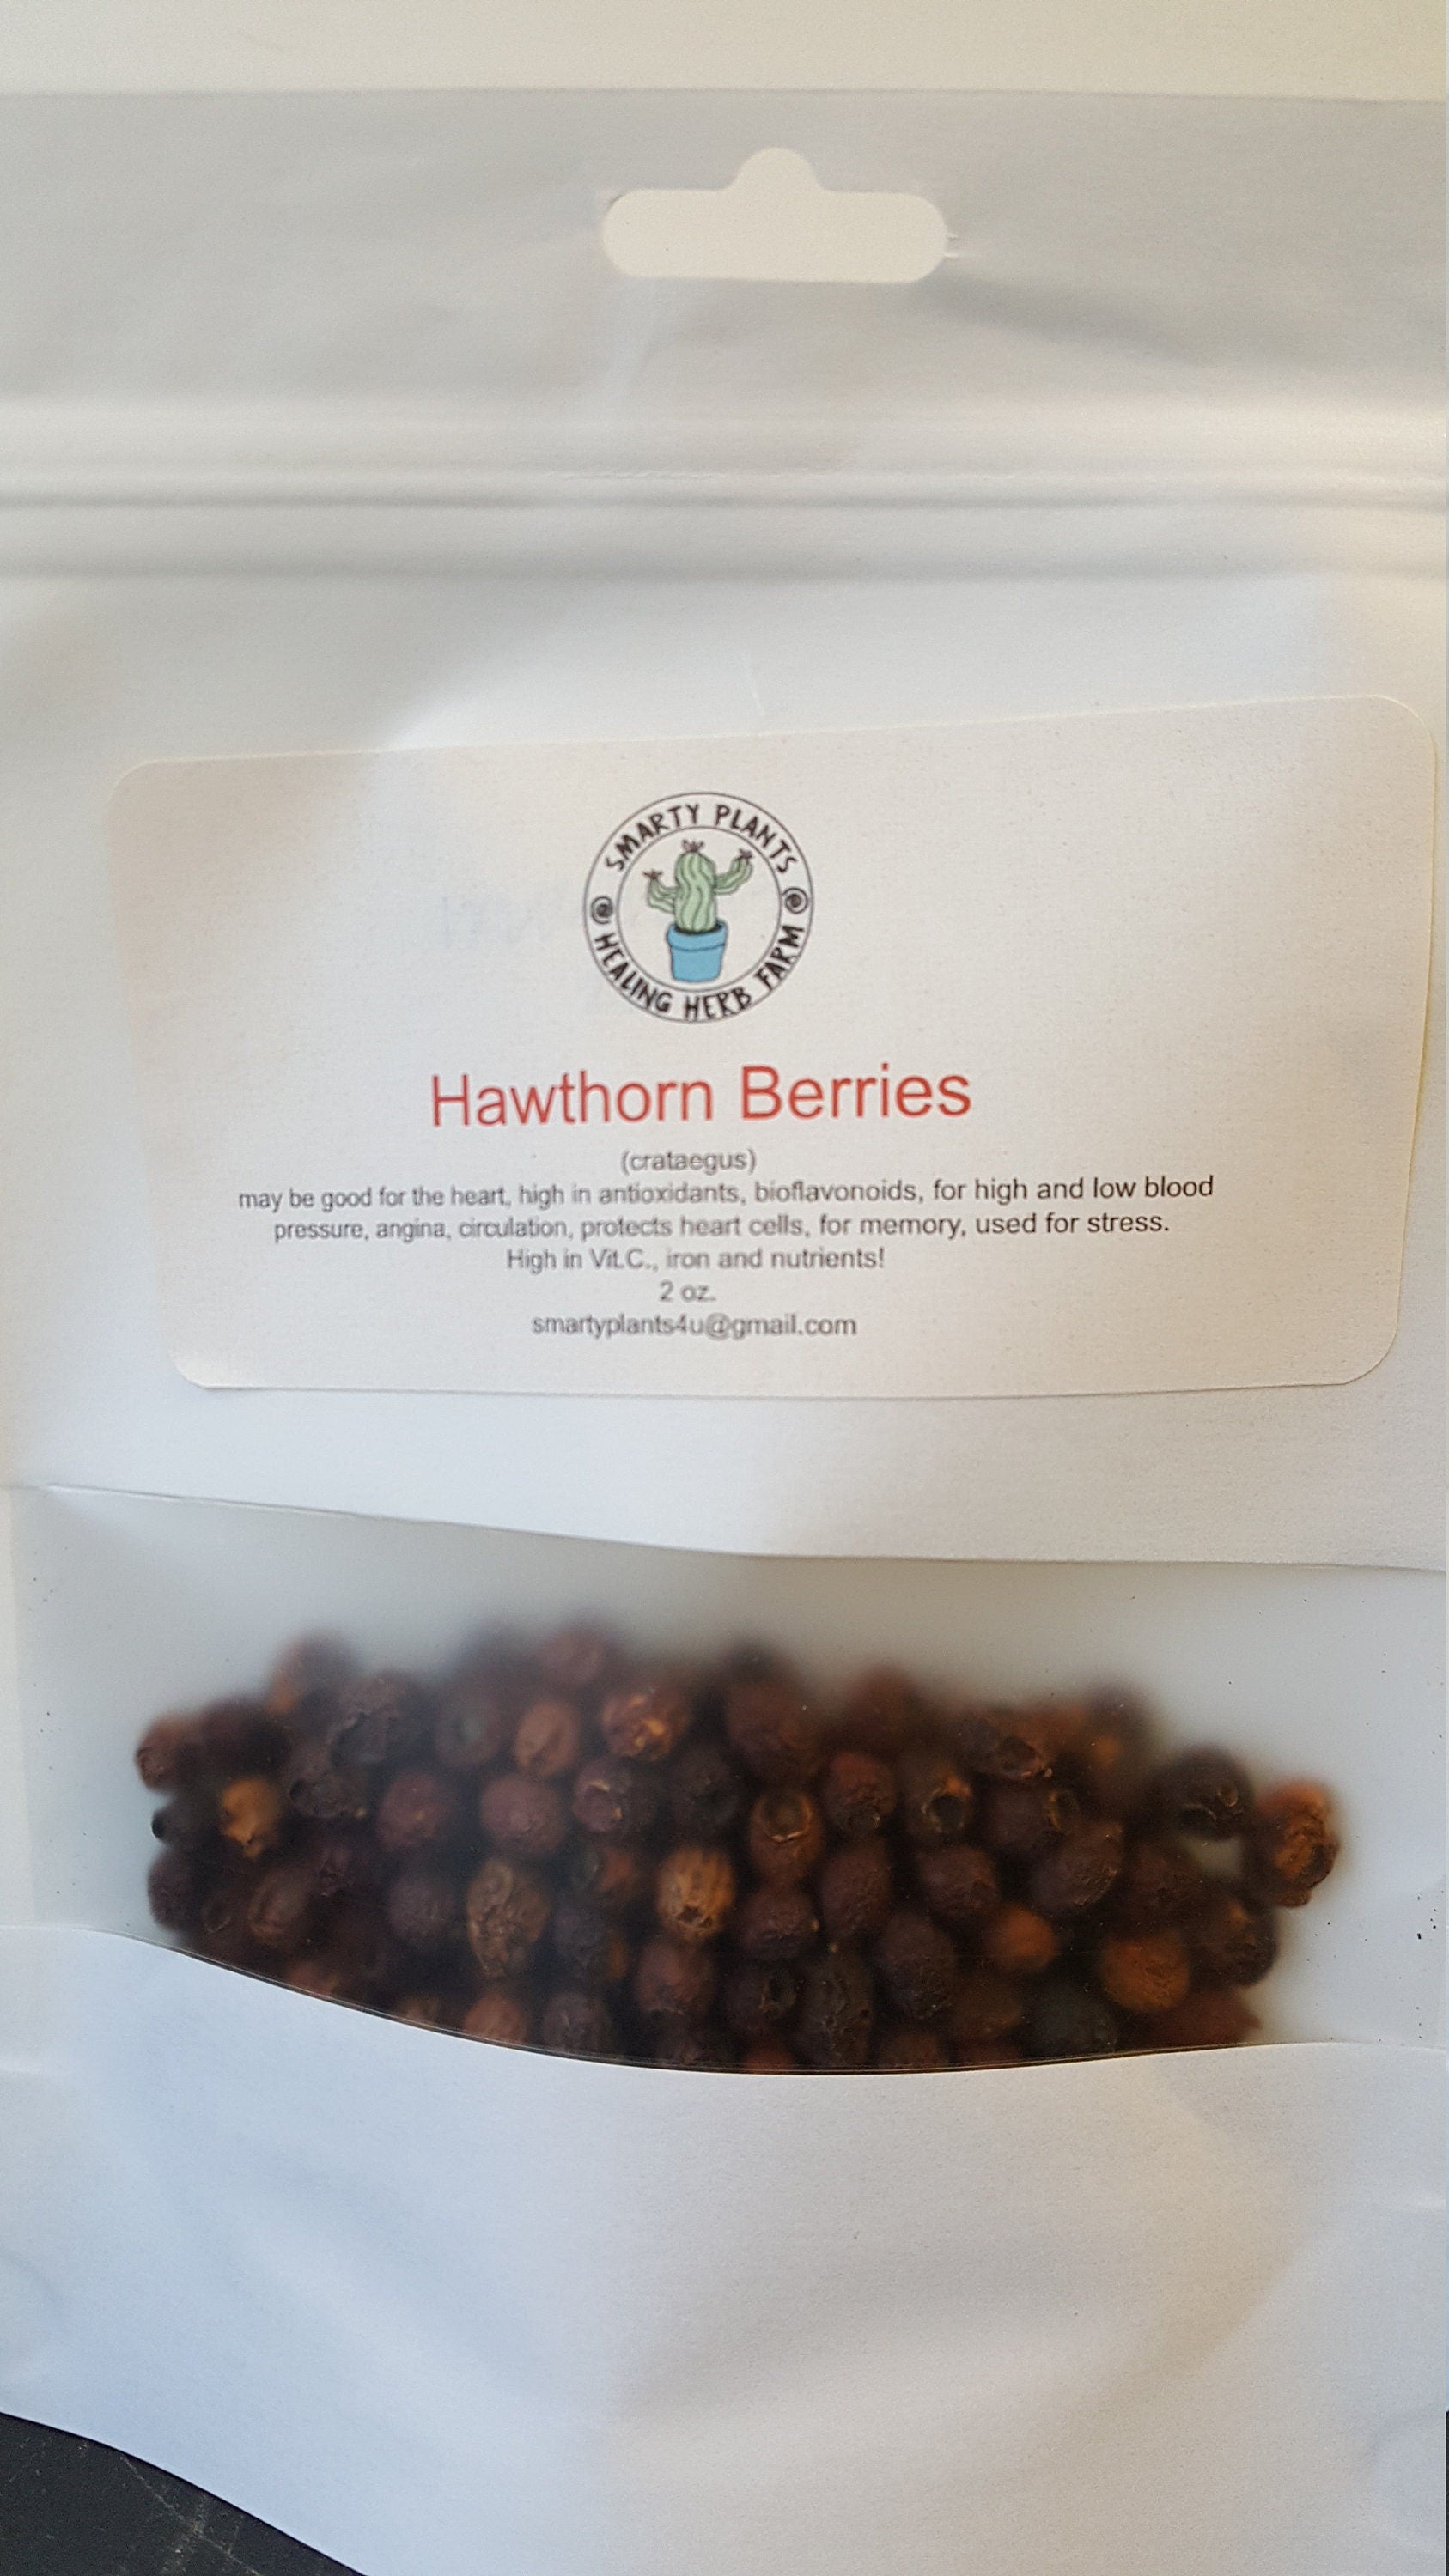 SMARTY PLANTS
@ HEALING HERB FARM @
Hawthorn Berries
(crataegus)
may be good for the heart, high in antioxidants, bioflavonoids, for high and low blood
pressure, angina, circulation, protects heart cells, for memory, used for stress.
High in Vit.C., iron and nutrients!
2 oz.
smartyplants4u@gmail.com